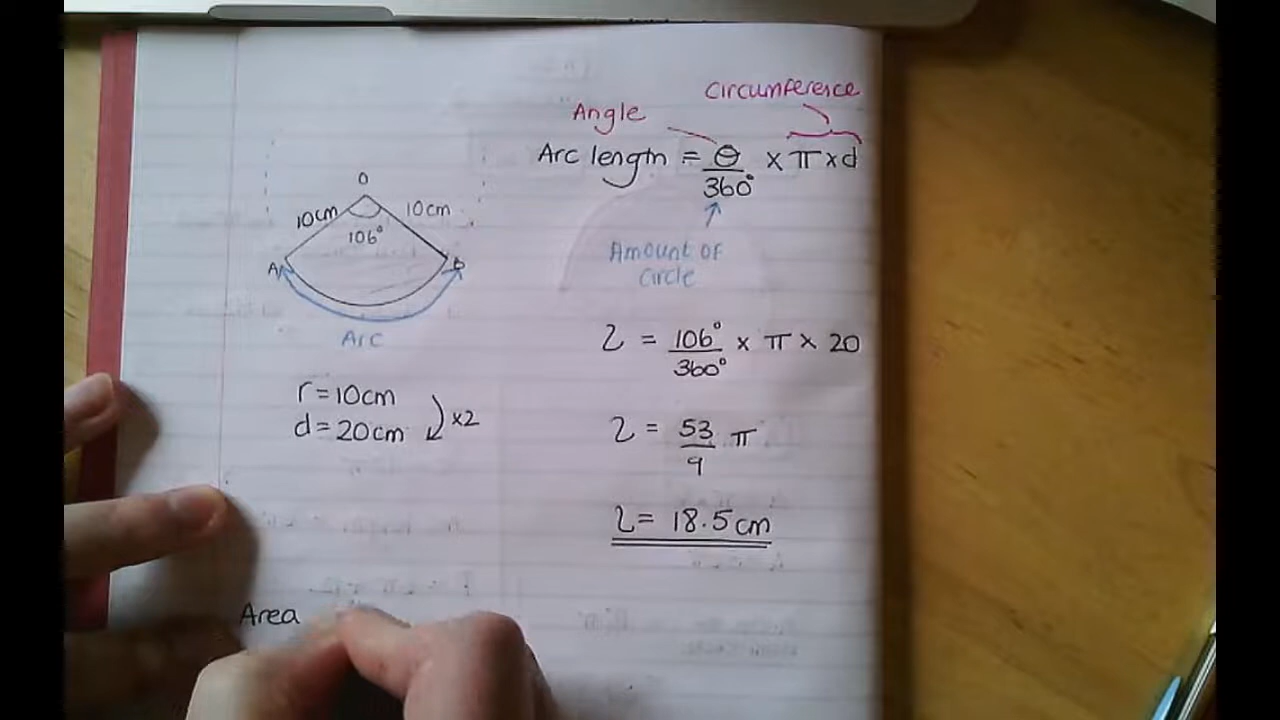 Circumference
Angle
Arc length = θ/360° × π × d
Amount of
circle
O
10cm 10cm
106°
A B
Arc
r = 10cm
d = 20cm
×2
l = 106°/360° × π × 20
l = 53/9 π
l = 18.5cm
Area